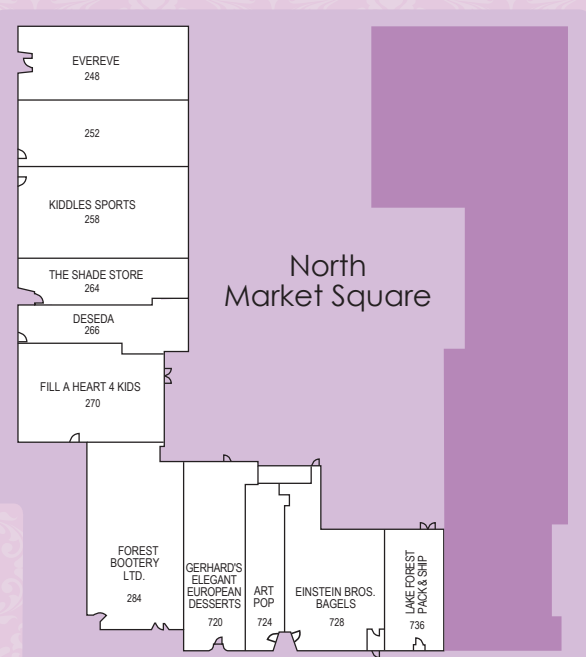 EVEREVE
248
252
KIDDLES SPORTS
258
THE SHADE STORE
264
DESEDA
266
FILL A HEART 4 KIDS
270
North
Market Square
FOREST
BOOTERY
LTD.
284
GERHARD'S
ELEGANT
EUROPEAN
DESSERTS
720
ART
POP
724
EINSTEIN BROS.
BAGELS
728
LAKE FOREST
PACK & SHIP
736